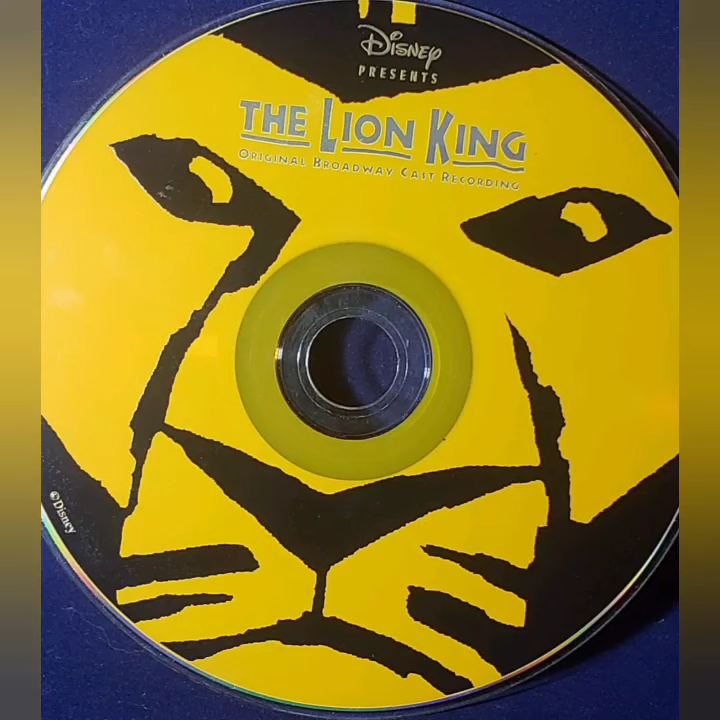 Disney
PRESENTS
THE LION KING
ORIGINAL BROADWAY CAST RECORDING
©Disney